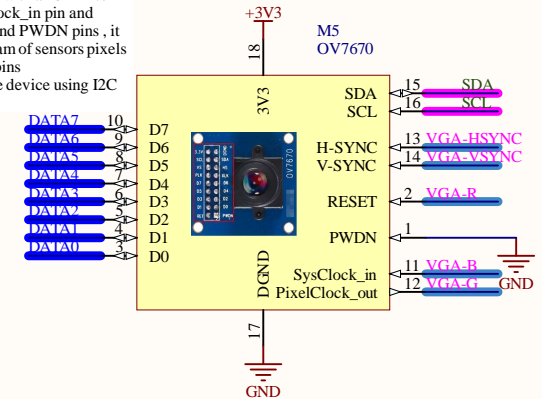 ock_in pin and
nd PWDN pins , it
am of sensors pixels
pins
e device using I2C
+3V3
M5
OV7670
18
3V3
DATA7 10 D7
DATA6 9 D6
DATA5 8 D5
DATA4 7 D4
DATA3 6 D3
DATA2 5 D2
DATA1 4 D1
DATA0 3 D0
SDA 15 SDA
SCL 16 SCL
H-SYNC 13 VGA-HSYNC
V-SYNC 14 VGA-VSYNC
RESET 2 VGA-R
PWDN 1
SysClock_in 11 VGA-B
PixelClock_out 12 VGA-G
GND
OV7670
DGND
17
GND